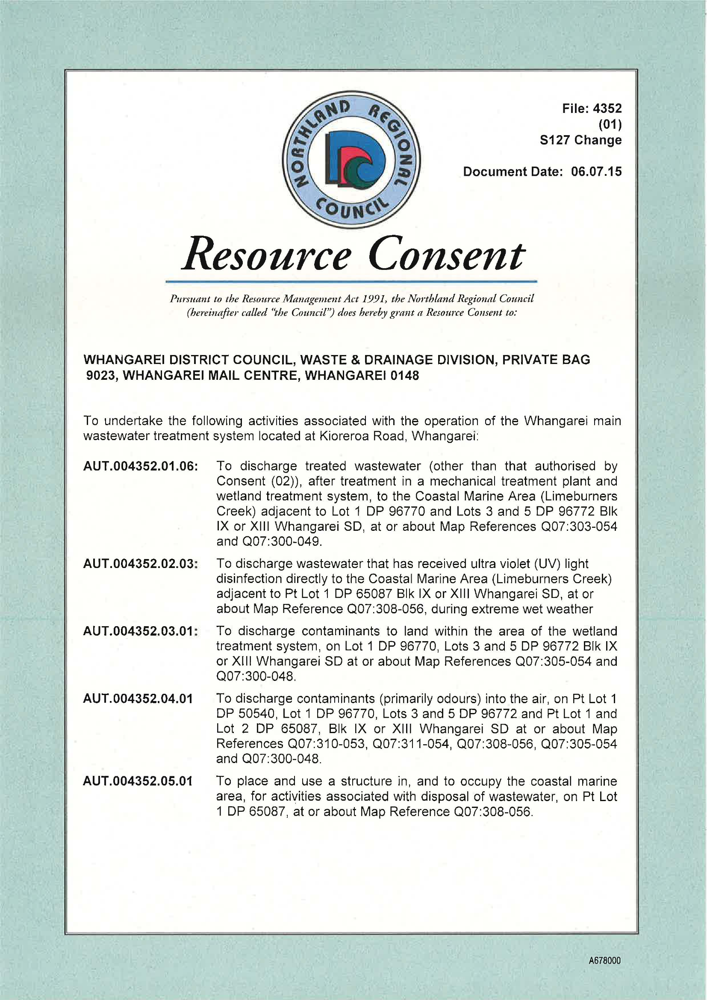 NORTHLAND REGIONAL COUNCIL
File: 4352
(01)
S127 Change
Document Date: 06.07.15
Resource Consent
Pursuant to the Resource Management Act 1991, the Northland Regional Council
(hereinafter called “the Council”) does hereby grant a Resource Consent to:
WHANGAREI DISTRICT COUNCIL, WASTE & DRAINAGE DIVISION, PRIVATE BAG
9023, WHANGAREI MAIL CENTRE, WHANGAREI 0148
To undertake the following activities associated with the operation of the Whangarei main
wastewater treatment system located at Kioreroa Road, Whangarei:
AUT.004352.01.06: To discharge treated wastewater (other than that authorised by
Consent (02)), after treatment in a mechanical treatment plant and
wetland treatment system, to the Coastal Marine Area (Limeburners
Creek) adjacent to Lot 1 DP 96770 and Lots 3 and 5 DP 96772 Blk
IX or XIII Whangarei SD, at or about Map References Q07:303-054
and Q07:300-049.
AUT.004352.02.03: To discharge wastewater that has received ultra violet (UV) light
disinfection directly to the Coastal Marine Area (Limeburners Creek)
adjacent to Pt Lot 1 DP 65087 Blk IX or XIII Whangarei SD, at or
about Map Reference Q07:308-056, during extreme wet weather
AUT.004352.03.01: To discharge contaminants to land within the area of the wetland
treatment system, on Lot 1 DP 96770, Lots 3 and 5 DP 96772 Blk IX
or XIII Whangarei SD at or about Map References Q07:305-054 and
Q07:300-048.
AUT.004352.04.01 To discharge contaminants (primarily odours) into the air, on Pt Lot 1
DP 50540, Lot 1 DP 96770, Lots 3 and 5 DP 96772 and Pt Lot 1 and
Lot 2 DP 65087, Blk IX or XIII Whangarei SD at or about Map
References Q07:310-053, Q07:311-054, Q07:308-056, Q07:305-054
and Q07:300-048.
AUT.004352.05.01 To place and use a structure in, and to occupy the coastal marine
area, for activities associated with disposal of wastewater, on Pt Lot
1 DP 65087, at or about Map Reference Q07:308-056.
A678000